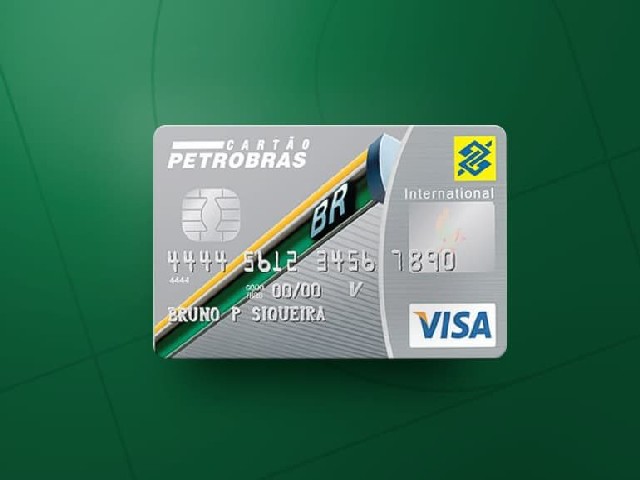 CARTÃO
PETROBRAS
International
BR
4444 5612 3456 7890
4444
00/00 V
BRUNO P SIQUEIRA
VISA